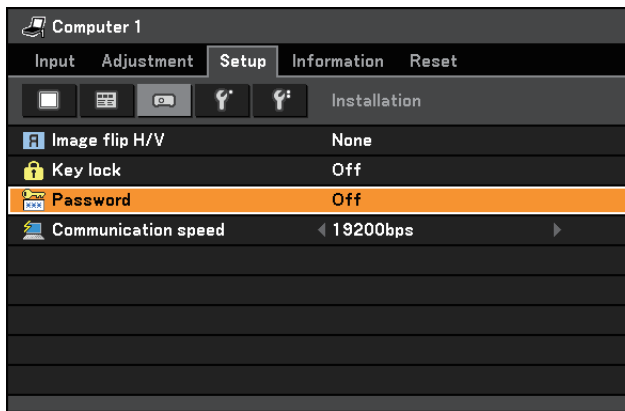 Computer 1
Input Adjustment Setup Information Reset
Installation
Image flip H/V None
Key lock Off
Password Off
Communication speed 19200bps